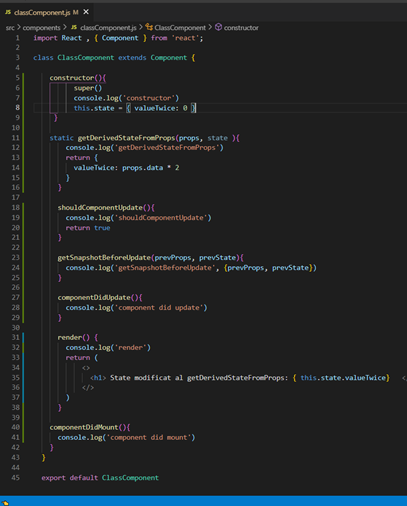 classComponent.js M ×
src > components > classComponent.js > ClassComponent > constructor
1 import React , { Component } from 'react';
2
3 class ClassComponent extends Component {
4
5 constructor(){
6 super()
7 console.log('constructor')
8 this.state = { valueTwice: 0 }
9 }
10
11 static getDerivedStateFromProps(props, state ){
12 console.log('getDerivedStateFromProps')
13 return {
14 valueTwice: props.data * 2
15 }
16 }
17
18 shouldComponentUpdate(){
19 console.log('shouldComponentUpdate')
20 return true
21 }
22
23 getSnapshotBeforeUpdate(prevProps, prevState){
24 console.log('getSnapshotBeforeUpdate', {prevProps, prevState})
25 }
26
27 componentDidUpdate(){
28 console.log('component did update')
29 }
30
31 render() {
32 console.log('render')
33 return (
34 <>
35 <h1> State modificat al getDerivedStateFromProps: { this.state.valueTwice} </
36 </>
37 )
38 }
39
40 componentDidMount(){
41 console.log('component did mount')
42 }
43 }
44
45 export default ClassComponent